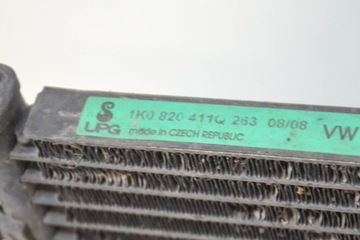 1K0 820 411Q 263 08/08 VW
UPG made in CZECH REPUBLIC